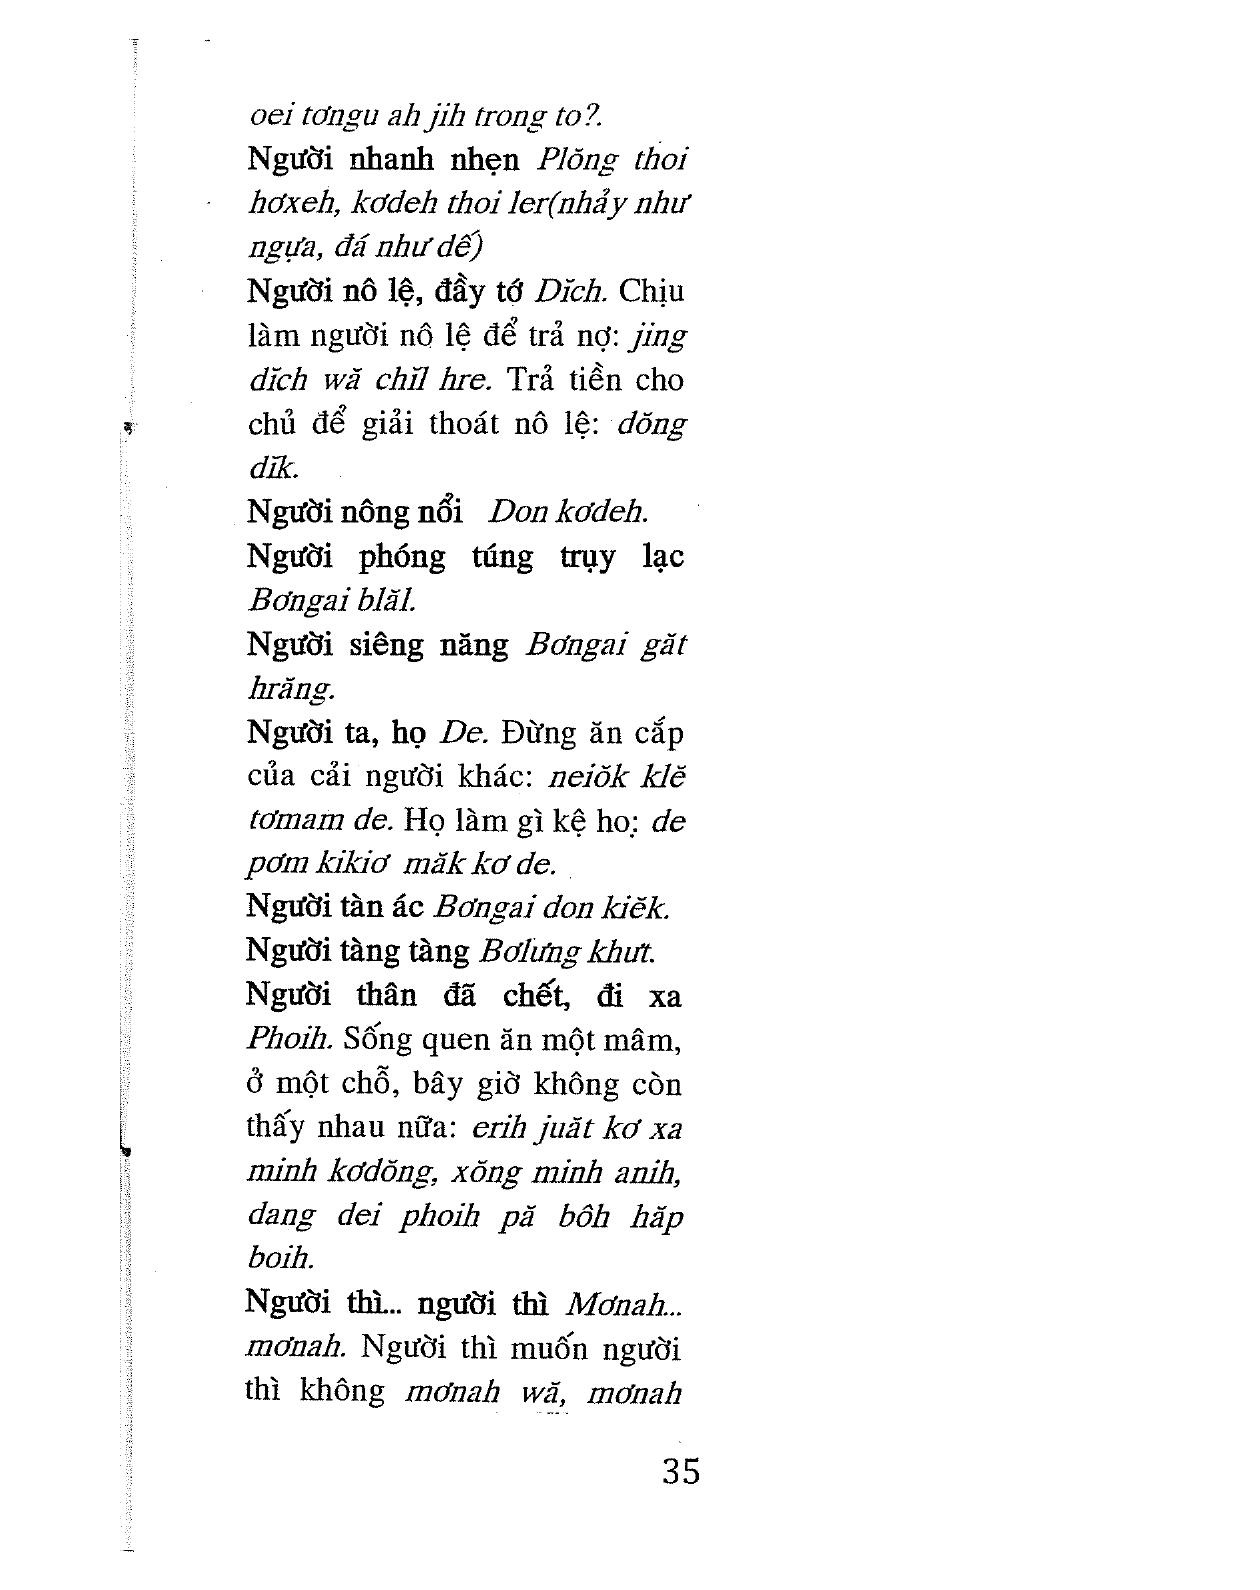 oei tơngu ah jih trong to?.
Người nhanh nhẹn Plŏng thoi
hơxeh, kơdeh thoi ler(nhảy như
ngựa, đá như dế)
Người nô lệ, đầy tớ Dĭch. Chịu
làm người nô lệ để trả nợ: jing
dĭch wă chĭl hre. Trả tiền cho
chủ để giải thoát nô lệ: dŏng
dĭk.
Người nông nổi Don kơdeh.
Người phóng túng trụy lạc
Bơngai blăl.
Người siêng năng Bơngai găt
hrăng.
Người ta, họ De. Đừng ăn cắp
của cải người khác: neiŏk klĕ
tơmam de. Họ làm gì kệ họ: de
pơm kikiơ măk kơ de.
Người tàn ác Bơngai don kiĕk.
Người tàng tàng Bơlưng khưt.
Người thân đã chết, đi xa
Phoih. Sống quen ăn một mâm,
ở một chỗ, bây giờ không còn
thấy nhau nữa: erih juăt kơ xa
minh kơdŏng, xŏng minh anih,
dang dei phoih pă bôh hăp
boih.
Người thì... người thì Mơnah...
mơnah. Người thì muốn người
thì không mơnah wă, mơnah
35